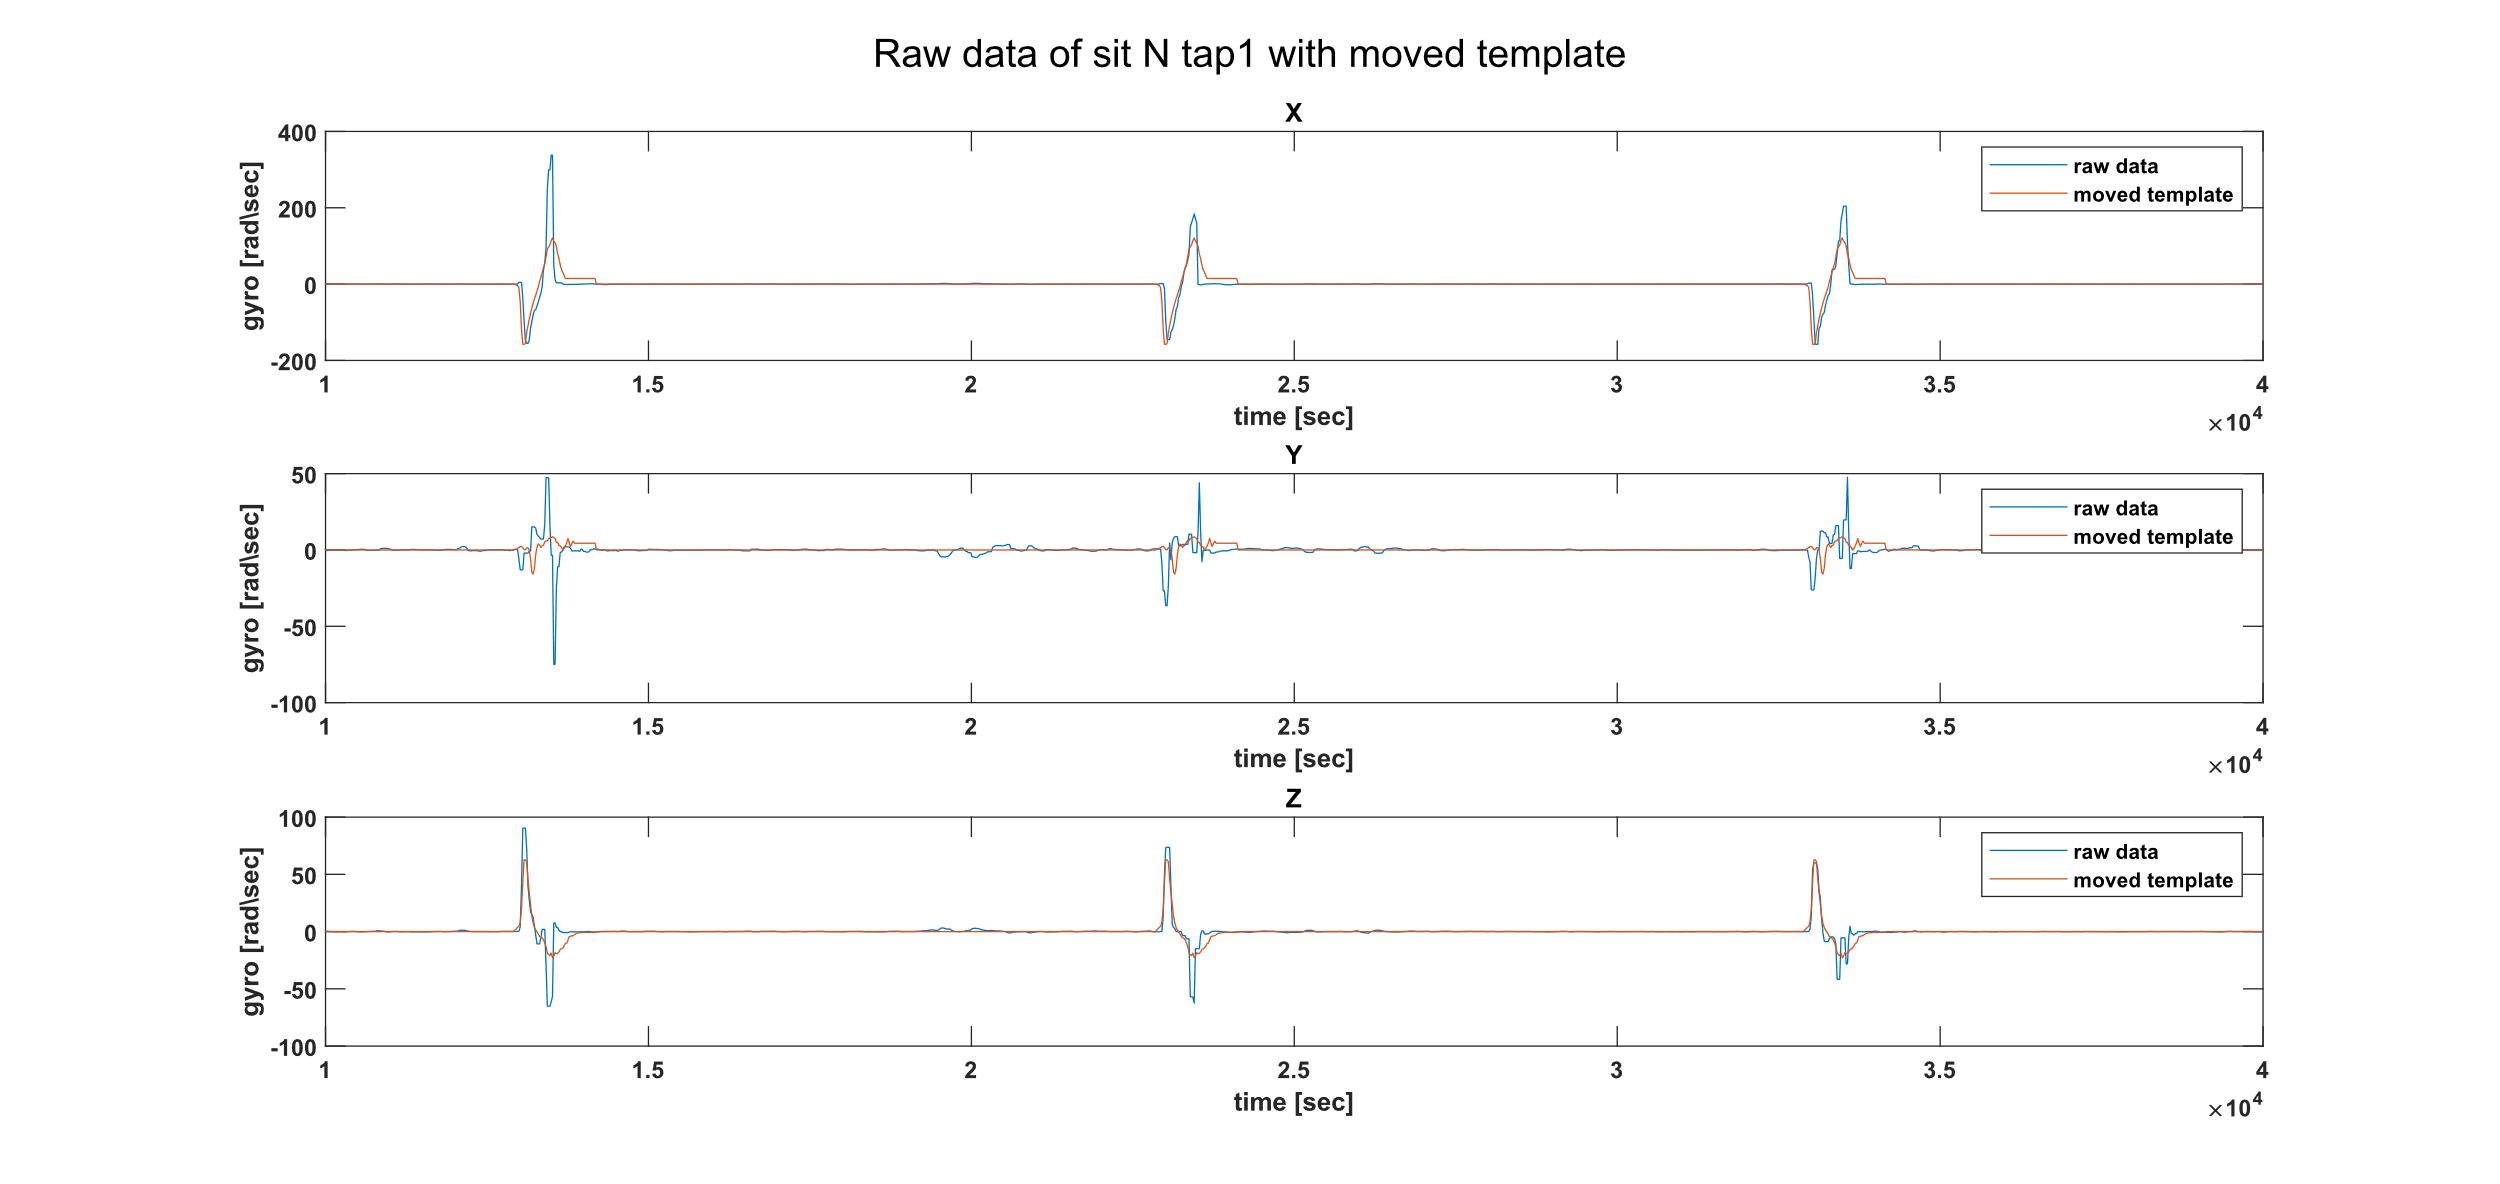 Raw data of sit N tap1 with moved template
X
400
200
0
-200
gyro [rad\sec]
raw data
moved template
1 1.5 2 2.5 3 3.5 4
time [sec]
×10^4
Y
50
0
-50
-100
gyro [rad\sec]
raw data
moved template
1 1.5 2 2.5 3 3.5 4
time [sec]
×10^4
Z
100
50
0
-50
-100
gyro [rad\sec]
raw data
moved template
1 1.5 2 2.5 3 3.5 4
time [sec]
×10^4